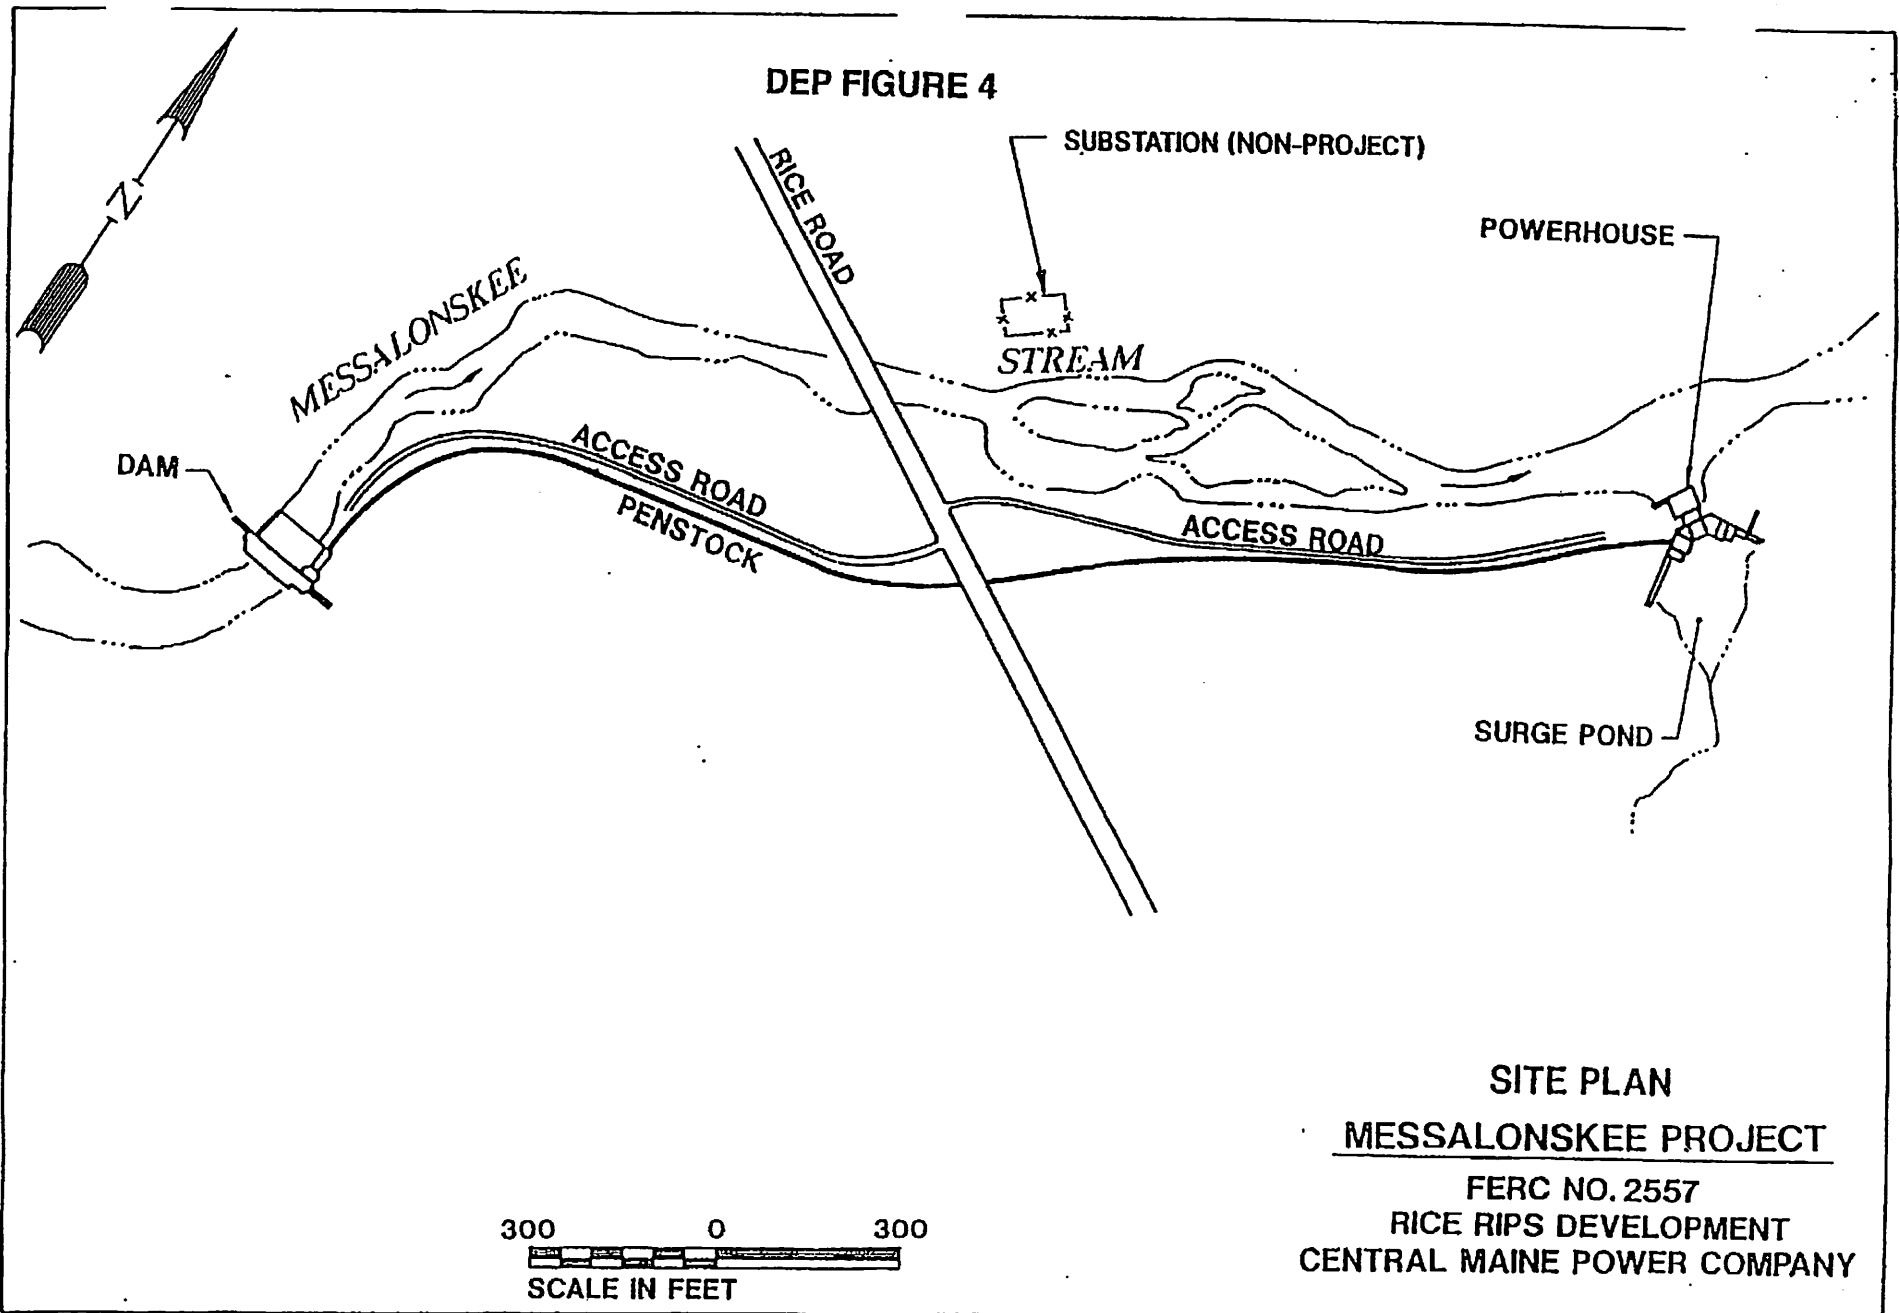 DEP FIGURE 4
SUBSTATION (NON-PROJECT)
RICE ROAD
POWERHOUSE
N
MESSALONSKEE
STREAM
DAM
ACCESS ROAD
PENSTOCK
ACCESS ROAD
SURGE POND
SITE PLAN
MESSALONSKEE PROJECT
FERC NO. 2557
RICE RIPS DEVELOPMENT
CENTRAL MAINE POWER COMPANY
300 0 300
SCALE IN FEET